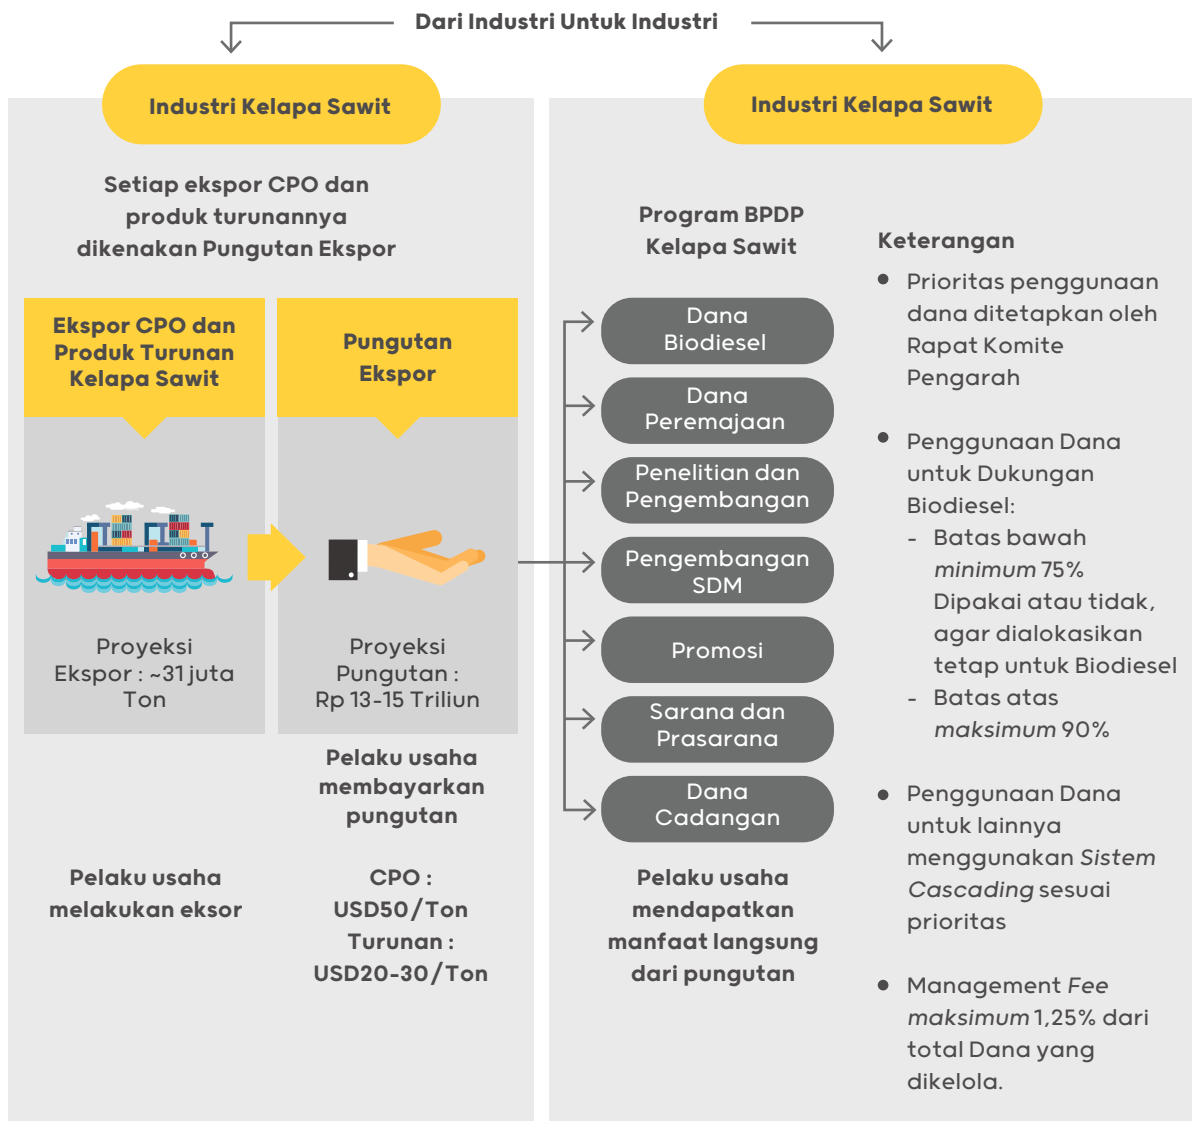 Dari Industri Untuk Industri
Industri Kelapa Sawit
Setiap ekspor CPO dan
produk turunannya
dikenakan Pungutan Ekspor
Ekspor CPO dan
Produk Turunan
Kelapa Sawit
Pungutan
Ekspor
Proyeksi
Ekspor : ~31 juta
Ton
Proyeksi
Pungutan :
Rp 13-15 Triliun
Pelaku usaha
membayarkan
pungutan
Pelaku usaha
melakukan eksor
CPO :
USD50/Ton
Turunan :
USD20-30/Ton
Industri Kelapa Sawit
Program BPDP
Kelapa Sawit
Dana
Biodiesel
Dana
Peremajaan
Penelitian dan
Pengembangan
Pengembangan
SDM
Promosi
Sarana dan
Prasarana
Dana
Cadangan
Pelaku usaha
mendapatkan
manfaat langsung
dari pungutan
Keterangan
• Prioritas penggunaan
dana ditetapkan oleh
Rapat Komite
Pengarah
• Penggunaan Dana
untuk Dukungan
Biodiesel:
- Batas bawah
minimum 75%
Dipakai atau tidak,
agar dialokasikan
tetap untuk Biodiesel
- Batas atas
maksimum 90%
• Penggunaan Dana
untuk lainnya
menggunakan Sistem
Cascading sesuai
prioritas
• Management Fee
maksimum 1,25% dari
total Dana yang
dikelola.